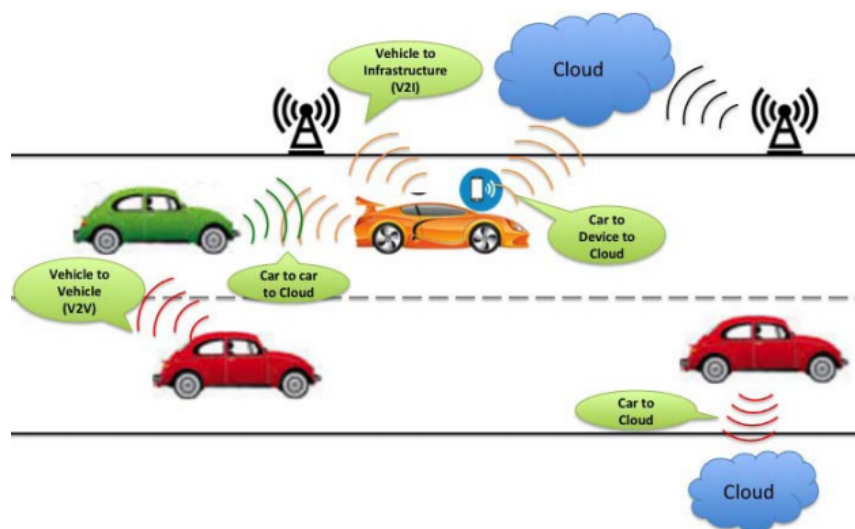 Vehicle to
Infrastructure
(V2I)
Cloud
Car to
Device to
Cloud
Car to car
to Cloud
Vehicle to
Vehicle
(V2V)
Car to
Cloud
Cloud